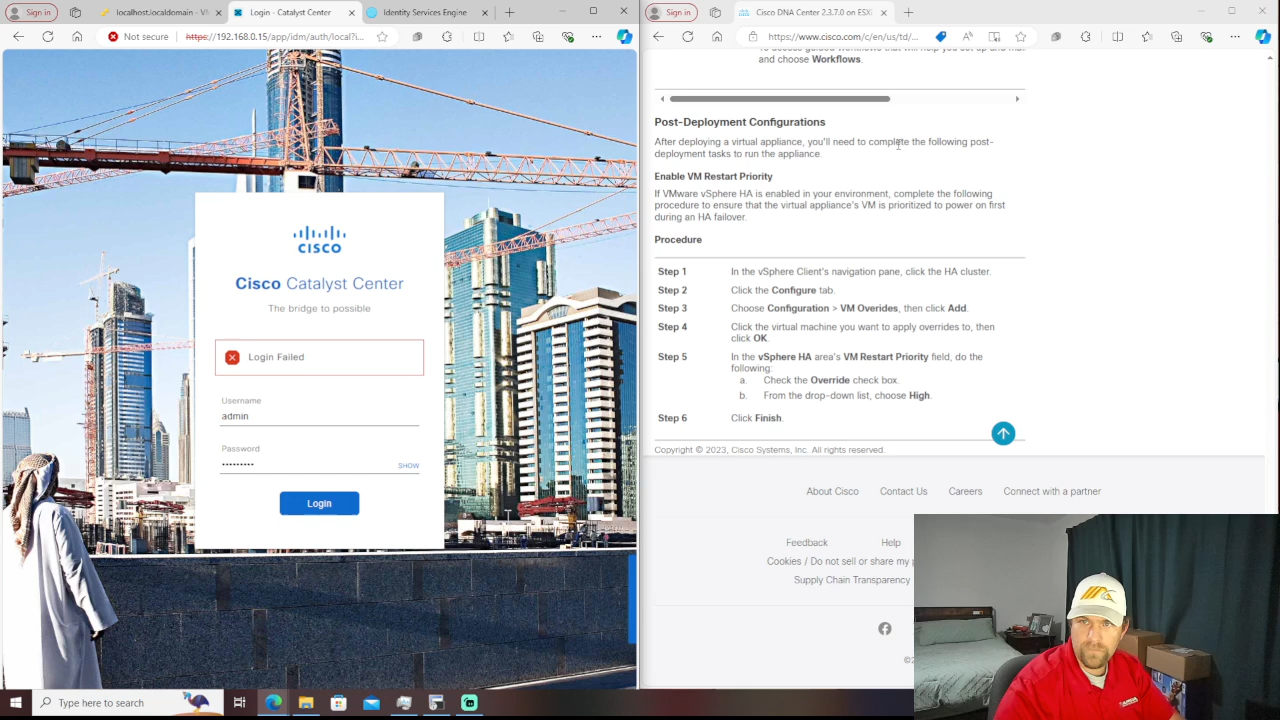 Sign in
localhost.localdomain - VM
Login - Catalyst Center
Identity Services Engine
Not secure
https://192.168.0.15/app/idm/auth/local?i...
CISCO
Cisco Catalyst Center
The bridge to possible
Login Failed
Username
admin
Password
•••••••••
SHOW
Login
Sign in
Cisco DNA Center 2.3.7.0 on ESX
https://www.cisco.com/c/en/us/td/...
and choose Workflows.
Post-Deployment Configurations
After deploying a virtual appliance, you'll need to complete the following post-
deployment tasks to run the appliance.
Enable VM Restart Priority
If VMware vSphere HA is enabled in your environment, complete the following
procedure to ensure that the virtual appliance's VM is prioritized to power on first
during an HA failover.
Procedure
Step 1 In the vSphere Client's navigation pane, click the HA cluster.
Step 2 Click the Configure tab.
Step 3 Choose Configuration > VM Overides, then click Add.
Step 4 Click the virtual machine you want to apply overrides to, then
click OK.
Step 5 In the vSphere HA area's VM Restart Priority field, do the
following:
a. Check the Override check box.
b. From the drop-down list, choose High.
Step 6 Click Finish.
Copyright © 2023, Cisco Systems, Inc. All rights reserved.
About Cisco Contact Us Careers Connect with a partner
Feedback Help
Cookies / Do not sell or share my
Supply Chain Transparency
Type here to search